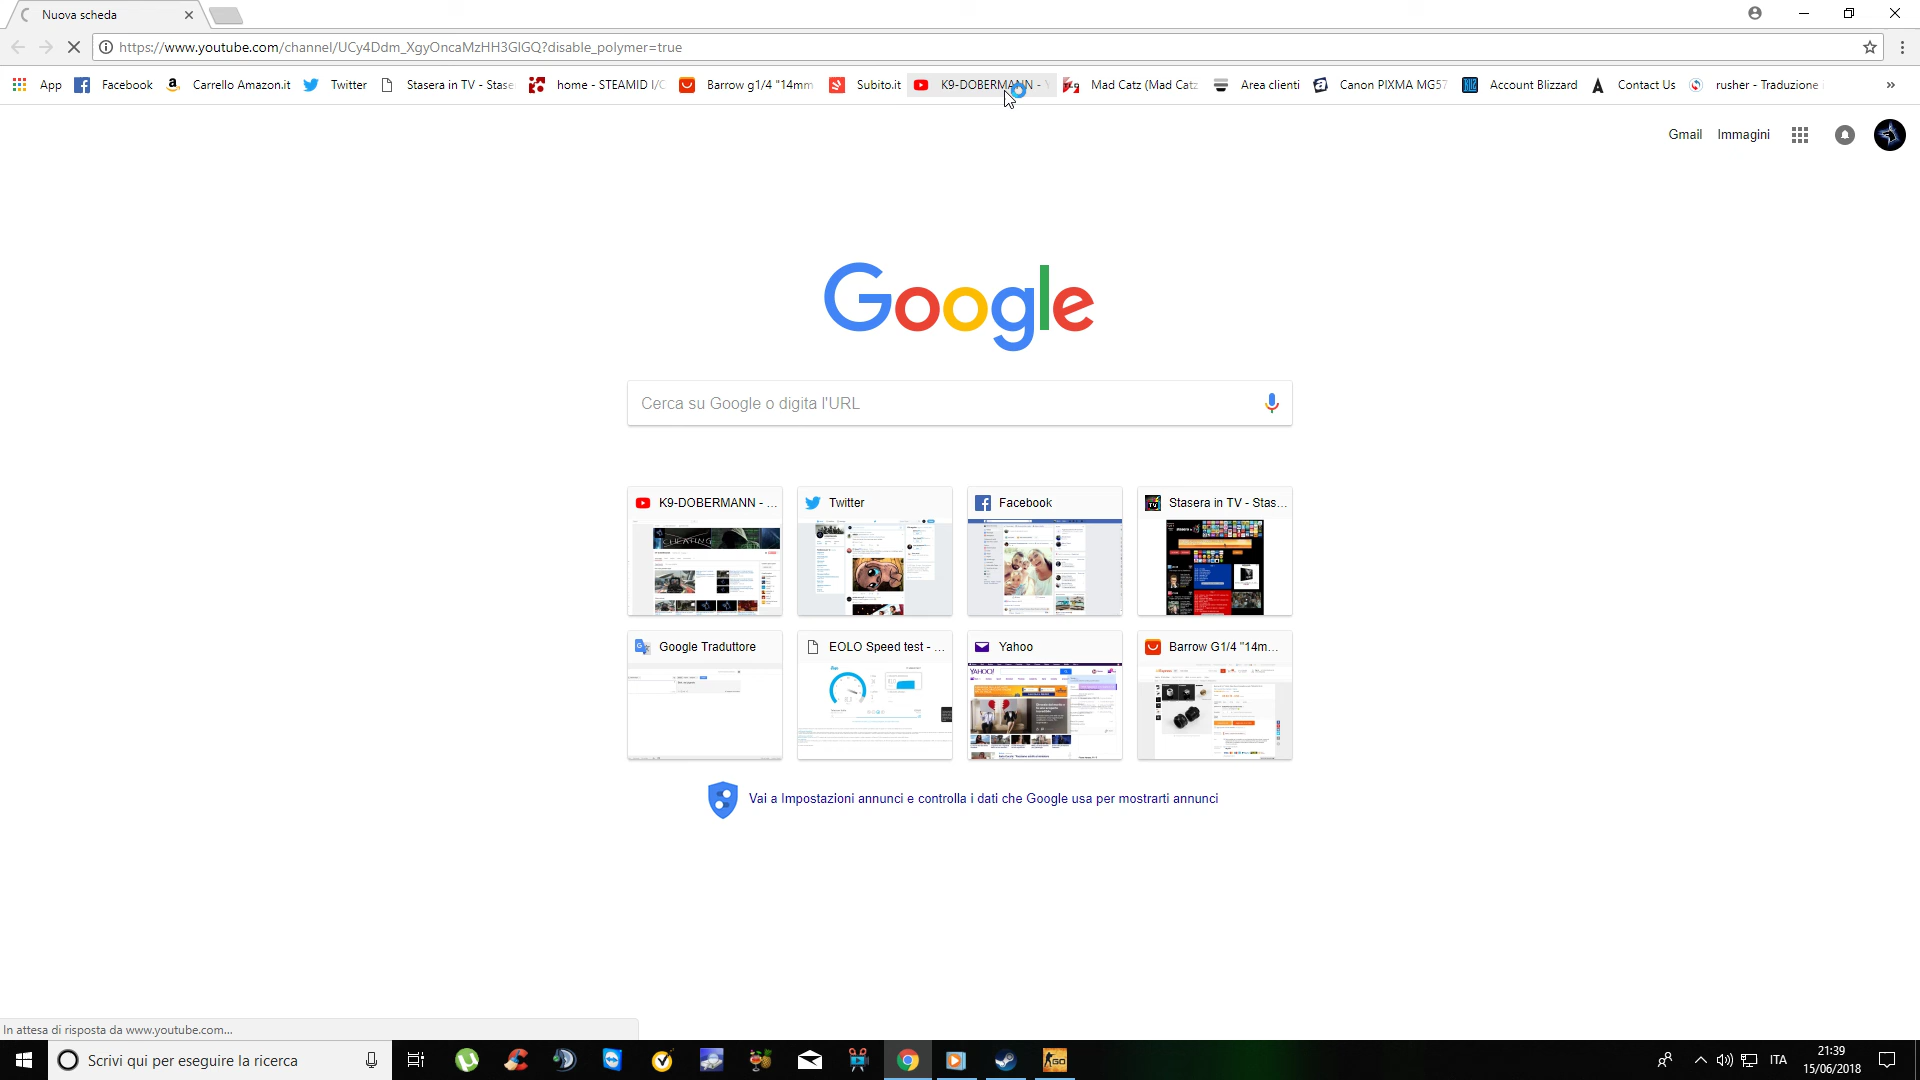 Nuova scheda
https://www.youtube.com/channel/UCy4Ddm_XgyOncaMzHH3GlGQ?disable_polymer=true
App Facebook Carrello Amazon.it Twitter Stasera in TV - Stase home - STEAMID I/C Barrow g1/4 "14mm Subito.it K9-DOBERMANN - Mad Catz (Mad Catz Area clienti Canon PIXMA MG57 Account Blizzard Contact Us rusher - Traduzione »
Gmail Immagini
Google
Cerca su Google o digita l'URL
K9-DOBERMANN - ... Twitter Facebook Stasera in TV - Stas...
CHEATING
Google Traduttore EOLO Speed test - ... Yahoo Barrow G1/4 "14m...
YAHOO!
Vai a Impostazioni annunci e controlla i dati che Google usa per mostrarti annunci
In attesa di risposta da www.youtube.com...
Scrivi qui per eseguire la ricerca
GO
ITA
21:39
15/06/2018